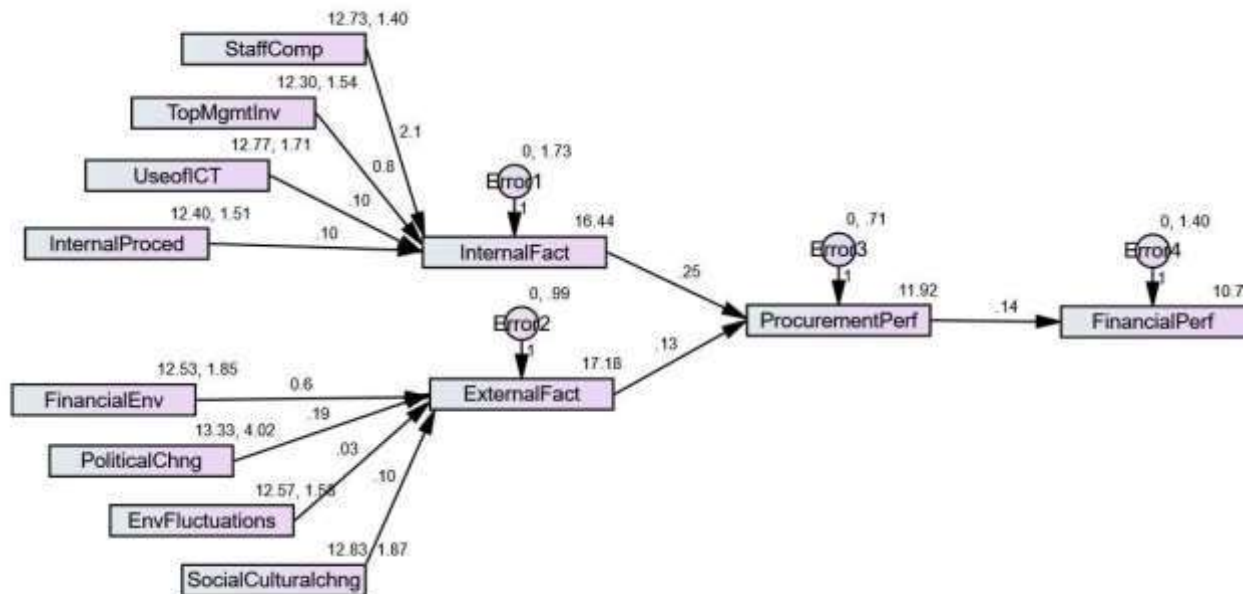 12.73, 1.40
StaffComp
12.30, 1.54
TopMgmtInv
2.1
12.77, 1.71
UseofICT
0.8
0, 1.73
Error1
1
.10
12.40, 1.51
InternalProced
.10
16.44
InternalFact
0, .71
Error3
1
0, 1.40
Error4
1
.25
11.92
ProcurementPerf
.14
10.7
FinancialPerf
0, .99
Error2
1
.13
17.18
ExternalFact
12.53, 1.85
FinancialEnv
0.6
13.33, 4.02
PoliticalChng
.19
.03
12.57,
EnvFluctuations
.10
12.83, 1.87
SocialCulturalchng